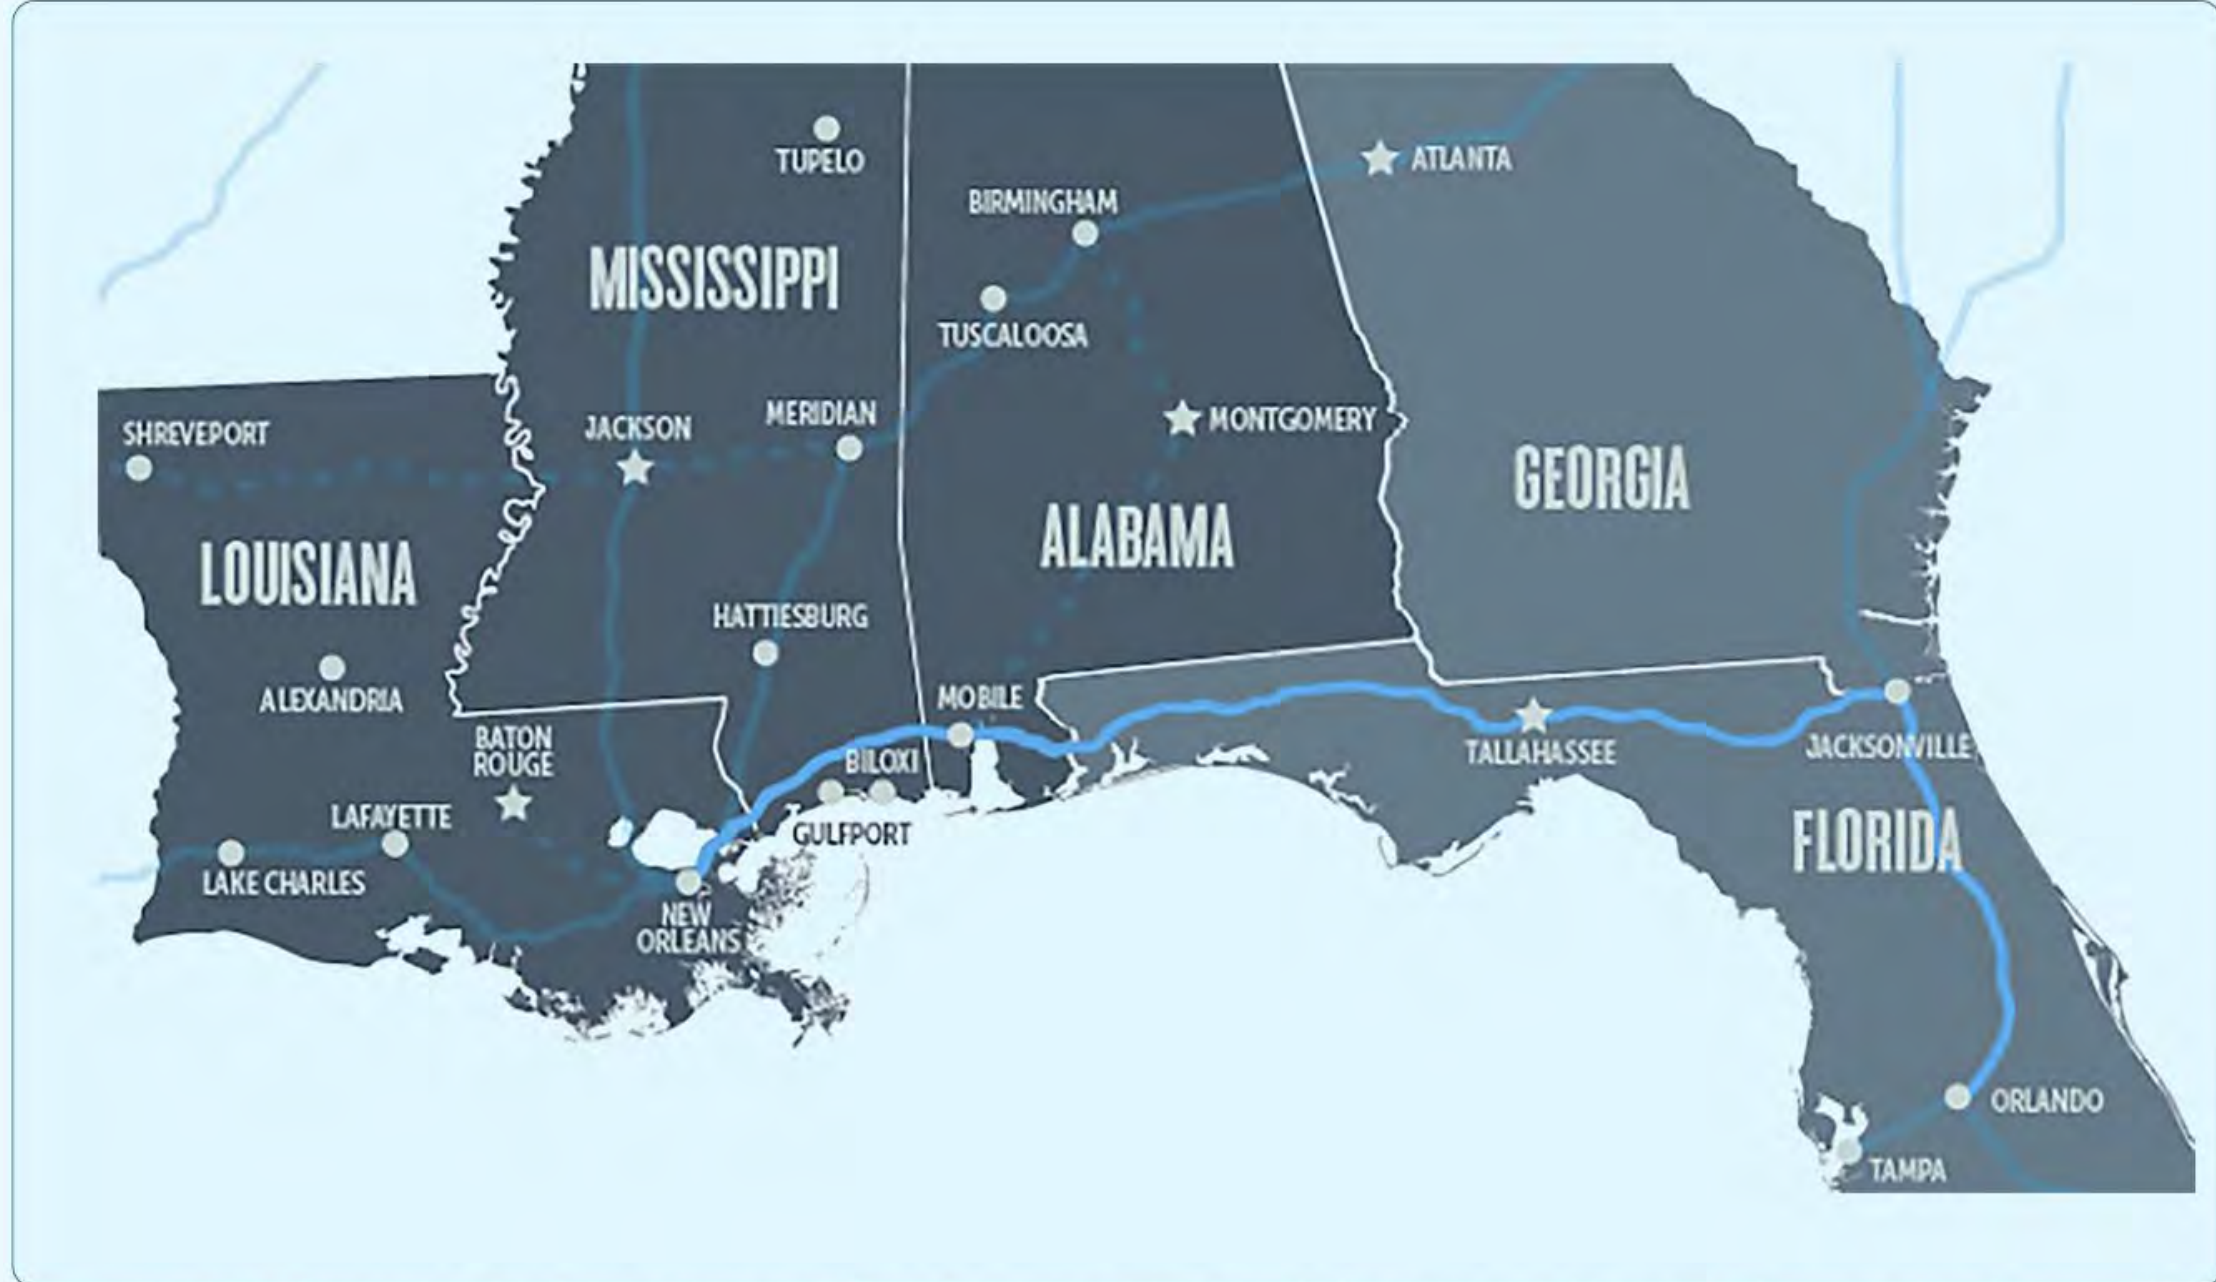 TUPELO
ATLANTA
BIRMINGHAM
MISSISSIPPI
TUSCALOOSA
SHREVEPORT
JACKSON
MERIDIAN
MONTGOMERY
GEORGIA
ALABAMA
LOUISIANA
HATTIESBURG
ALEXANDRIA
MOBILE
BATON
ROUGE
BILOXI
TALLAHASSEE
JACKSONVILLE
LAFAYETTE
GULFPORT
FLORIDA
LAKE CHARLES
NEW
ORLEANS
ORLANDO
TAMPA